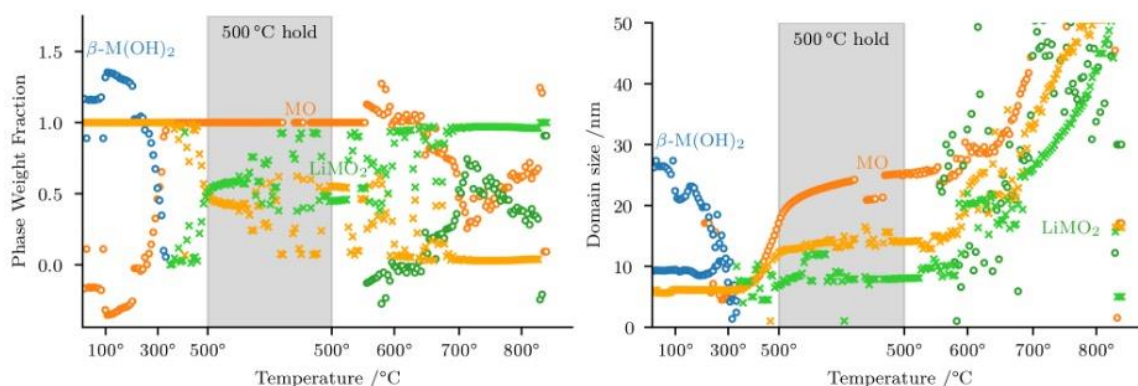 500 °C hold
β-M(OH)₂
MO
LiMO₂
1.5
1.0
0.5
0.0
Phase Weight Fraction
100° 300° 500° 500° 600° 700° 800°
Temperature /°C
500 °C hold
β-M(OH)₂
MO
LiMO₂
50
40
30
20
10
0
Domain size /nm
100° 300° 500° 500° 600° 700° 800°
Temperature /°C